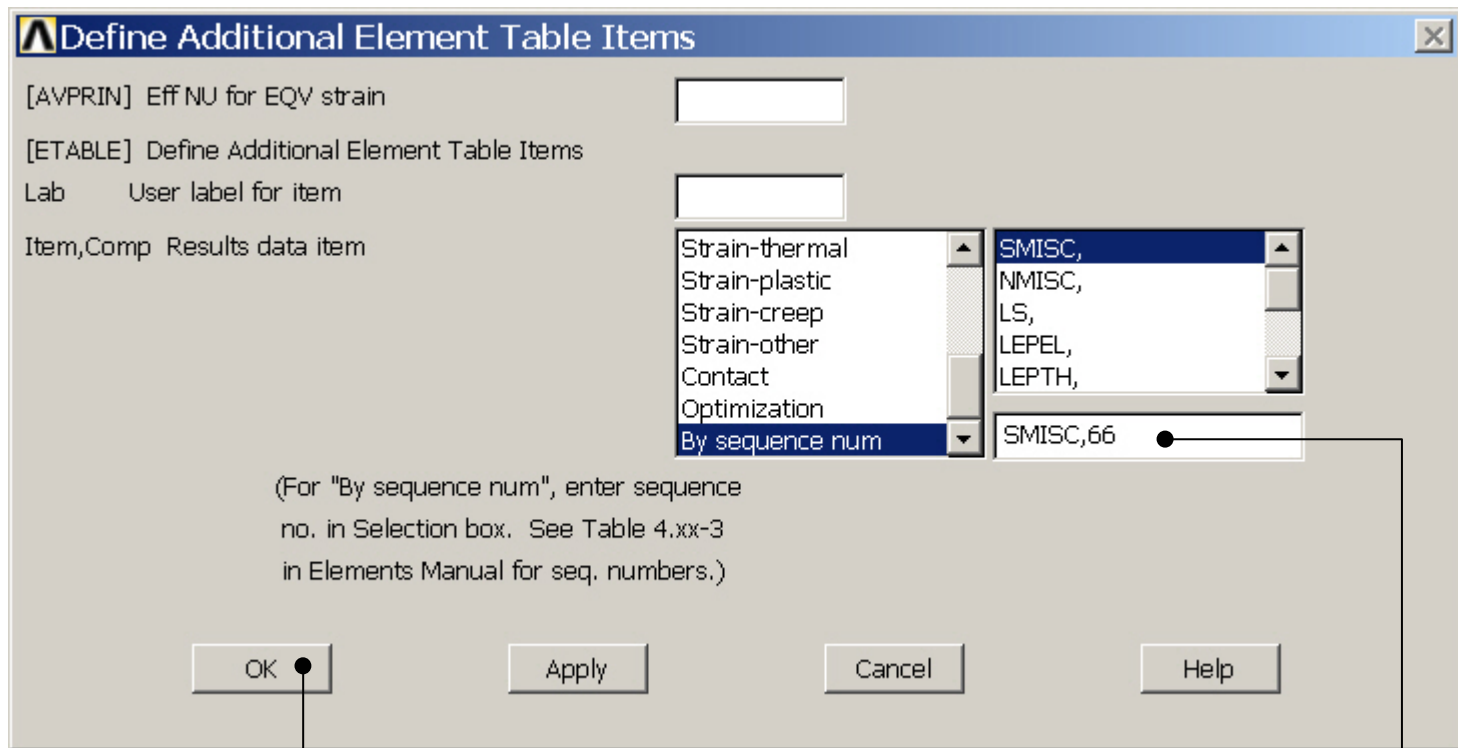 Define Additional Element Table Items
[AVPRIN] Eff NU for EQV strain
[ETABLE] Define Additional Element Table Items
Lab User label for item
Item,Comp Results data item
Strain-thermal
Strain-plastic
Strain-creep
Strain-other
Contact
Optimization
By sequence num
SMISC,
NMISC,
LS,
LEPEL,
LEPTH,
SMISC,66
(For "By sequence num", enter sequence
no. in Selection box. See Table 4.xx-3
in Elements Manual for seq. numbers.)
OK Apply Cancel Help